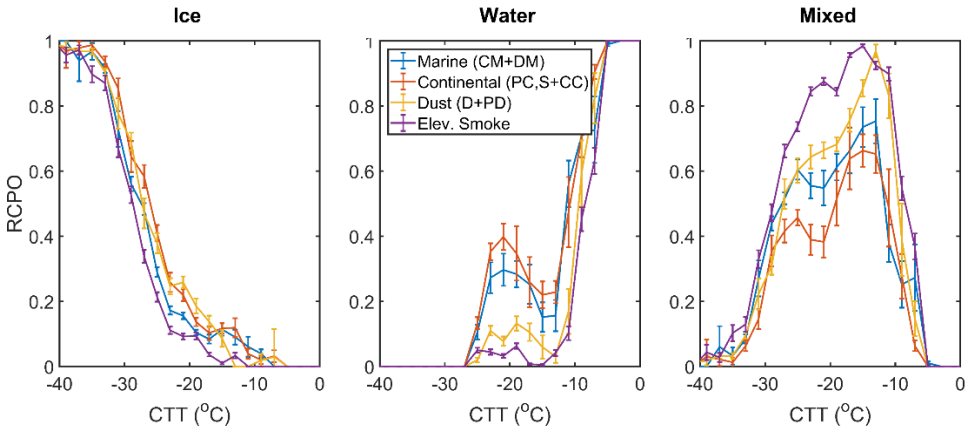 Ice
Water
Mixed
RCPO
1
0.8
0.6
0.4
0.2
0
-40
-30
-20
-10
0
CTT (°C)
Marine (CM+DM)
Continental (PC,S+CC)
Dust (D+PD)
Elev. Smoke
1
0.8
0.6
0.4
0.2
0
-40
-20
0
CTT (°C)
1
0.8
0.6
0.4
0.2
0
-40
-30
-20
-10
0
CTT (°C)